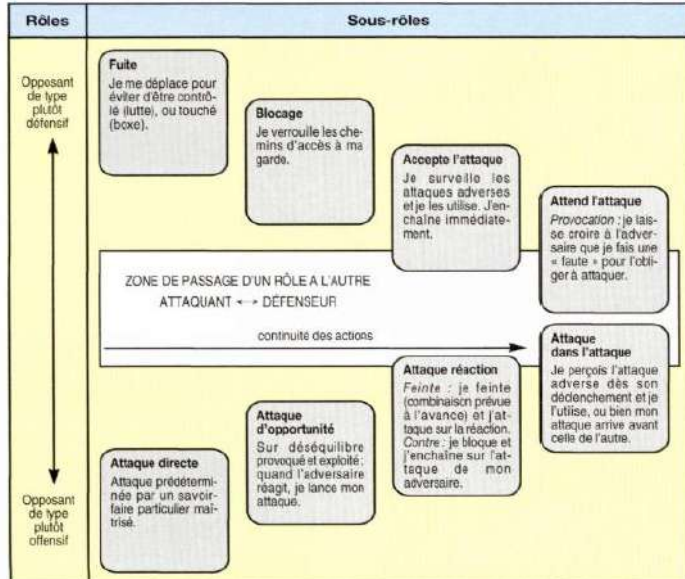 Rôles
Sous-rôles
Opposant
de type
plutôt
défensif
Fuite
Je me déplace pour
éviter d'être contrô-
lé (lutte), ou touché
(boxe).
Blocage
Je verrouille les che-
mins d'accès à ma
garde.
Accepte l'attaque
Je surveille les
attaques adverses
et je les utilise. J'en-
chaîne immédiate-
ment.
Attend l'attaque
Provocation : je lais-
se croire à l'adver-
saire que je fais une
« faute » pour l'obli-
ger à attaquer.
ZONE DE PASSAGE D'UN RÔLE A L'AUTRE
ATTAQUANT ↔ DÉFENSEUR
continuité des actions
Attaque directe
Attaque prédétermi-
née par un savoir-
faire particulier maî-
trisé.
Attaque
d'opportunité
Sur déséquilibre
provoqué et exploité ;
quand l'adversaire
réagit, je lance mon
attaque.
Attaque réaction
Feinte : je feinte
(combinaison prévue
à l'avance) et j'at-
taque sur la réaction.
Contre : je bloque et
j'enchaîne sur l'at-
taque de mon
adversaire.
Attaque
dans l'attaque
Je perçois l'attaque
adverse dès son
déclenchement et je
l'utilise, ou bien mon
attaque arrive avant
celle de l'autre.
Opposant
de type
plutôt
offensif